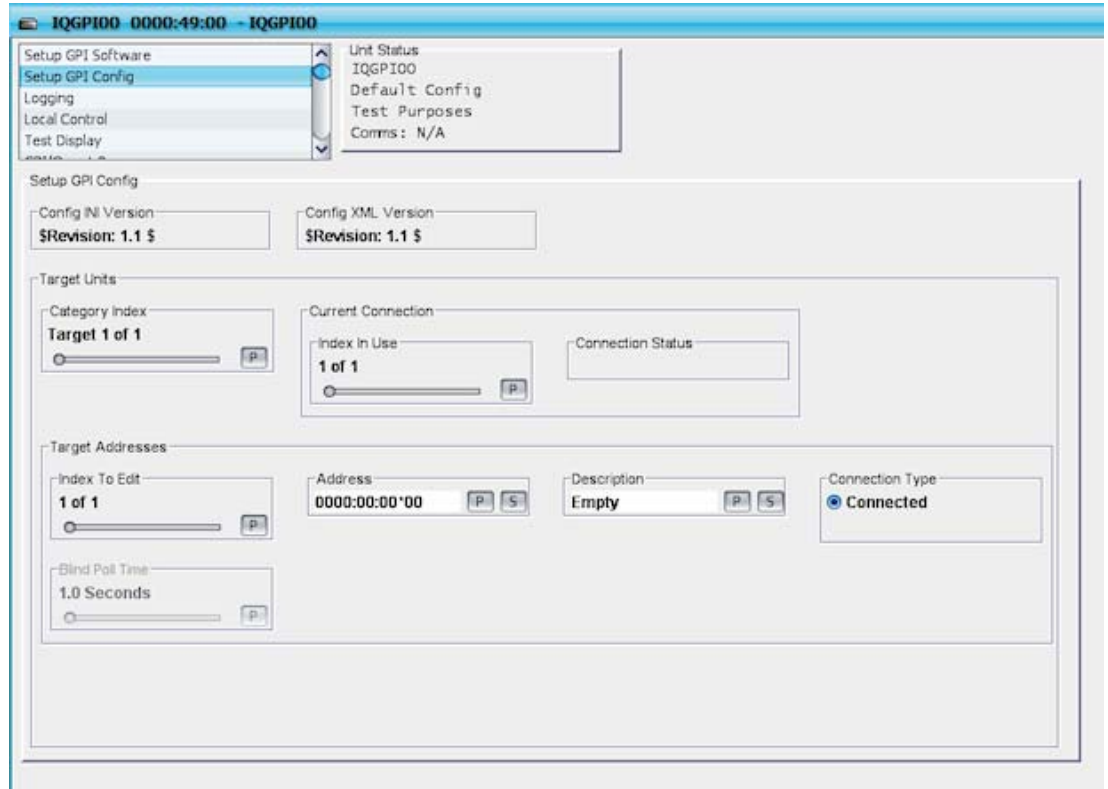 IQGPI00 0000:49:00 - IQGPI00
Setup GPI Software
Setup GPI Config
Logging
Local Control
Test Display
Unit Status
IQGPI00
Default Config
Test Purposes
Comms: N/A
Setup GPI Config
Config INI Version
$Revision: 1.1 $
Config XML Version
$Revision: 1.1 $
Target Units
Category Index
Target 1 of 1
P
Current Connection
Index In Use
1 of 1
P
Connection Status
Target Addresses
Index To Edit
1 of 1
P
Address
0000:00:00*00
P S
Description
Empty
P S
Connection Type
Connected
Blind Poll Time
1.0 Seconds
P